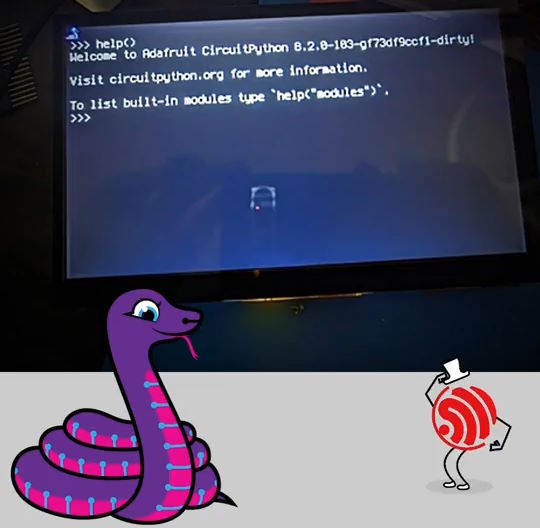 >>> help()
Welcome to Adafruit CircuitPython 8.2.0-103-gf73df9ccf1-dirty!
Visit circuitpython.org for more information.
To list built-in modules type `help("modules")`.
>>>